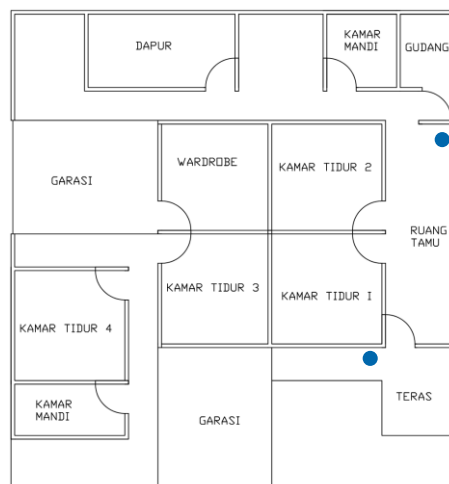 DAPUR
KAMAR
MANDI
GUDANG
WARDROBE
KAMAR TIDUR 2
GARASI
RUANG
TAMU
KAMAR TIDUR 3
KAMAR TIDUR I
KAMAR TIDUR 4
KAMAR
MANDI
TERAS
GARASI